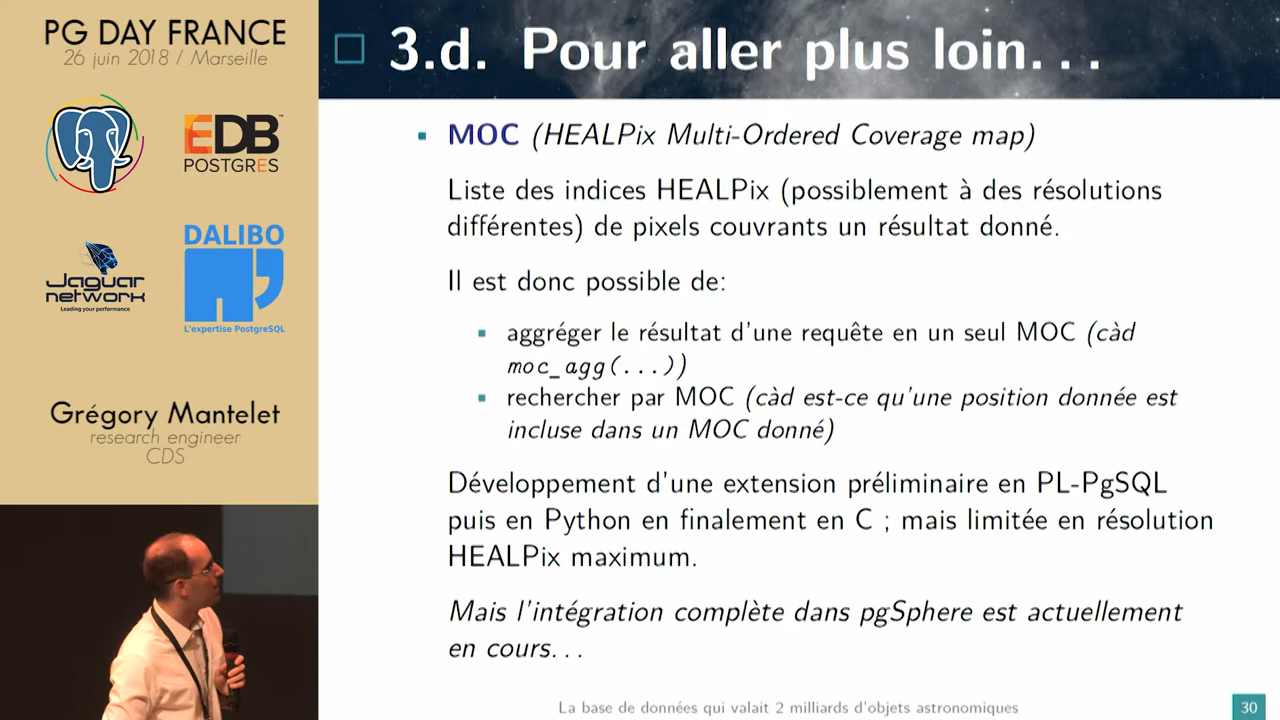 PG DAY FRANCE
26 juin 2018 / Marseille
EDB™
POSTGRES
Jaguar
network
Leading your performance
DALIBO
L'expertise PostgreSQL
Grégory Mantelet
research engineer
CDS
3.d. Pour aller plus loin...
MOC (HEALPix Multi-Ordered Coverage map)
Liste des indices HEALPix (possiblement à des résolutions
différentes) de pixels couvrants un résultat donné.
Il est donc possible de:
aggréger le résultat d'une requête en un seul MOC (càd
moc_agg(...))
rechercher par MOC (càd est-ce qu'une position donnée est
incluse dans un MOC donné)
Développement d'une extension préliminaire en PL-PgSQL
puis en Python en finalement en C ; mais limitée en résolution
HEALPix maximum.
Mais l'intégration complète dans pgSphere est actuellement
en cours...
La base de données qui valait 2 milliards d'objets astronomiques
30